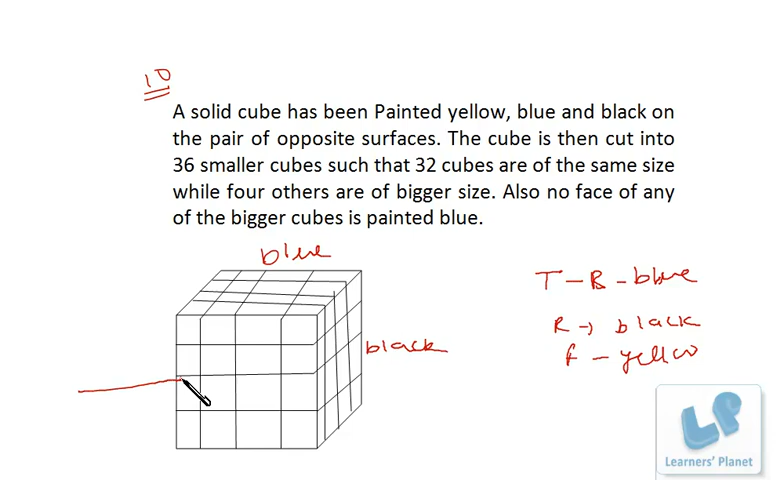 10
A solid cube has been Painted yellow, blue and black on
the pair of opposite surfaces. The cube is then cut into
36 smaller cubes such that 32 cubes are of the same size
while four others are of bigger size. Also no face of any
of the bigger cubes is painted blue.
blue
T - B - blue
R → black
black
f - yellow
LP
Learners' Planet